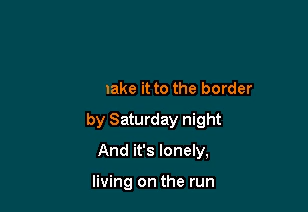 it to the border
by Saturday night
And it's lonely,
living on the run